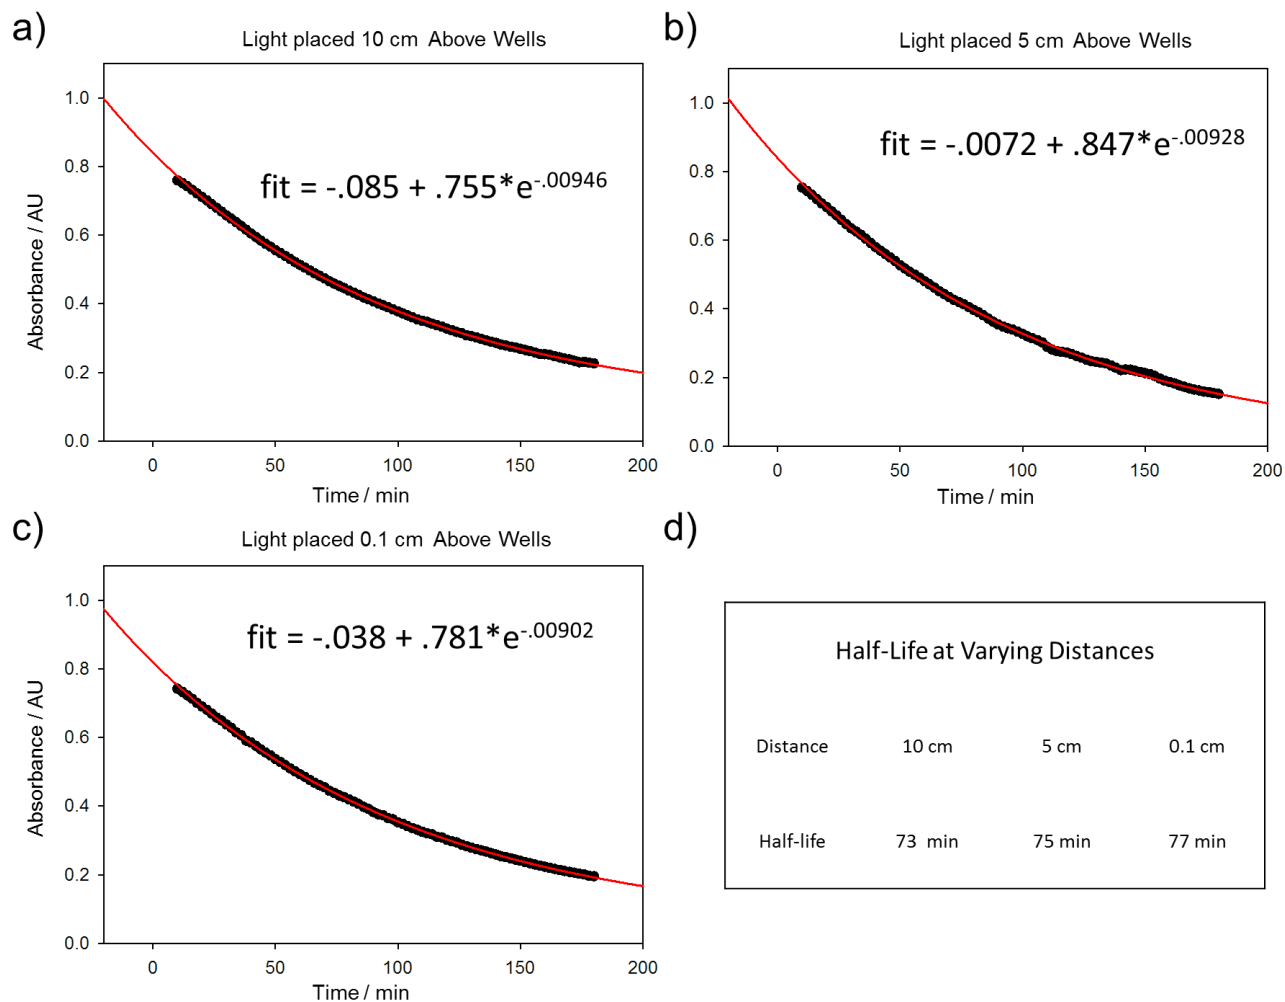 a)
Light placed 10 cm Above Wells
fit = -.085 + .755*e-.00946
Absorbance / AU
1.0
0.8
0.6
0.4
0.2
0.0
0 50 100 150 200
Time / min
b)
Light placed 5 cm Above Wells
fit = -.0072 + .847*e-.00928
1.0
0.8
0.6
0.4
0.2
0.0
0 50 100 150 200
Time / min
c)
Light placed 0.1 cm Above Wells
fit = -.038 + .781*e-.00902
Absorbance / AU
1.0
0.8
0.6
0.4
0.2
0.0
0 50 100 150 200
Time / min
d)
Half-Life at Varying Distances
Distance 10 cm 5 cm 0.1 cm
Half-life 73 min 75 min 77 min